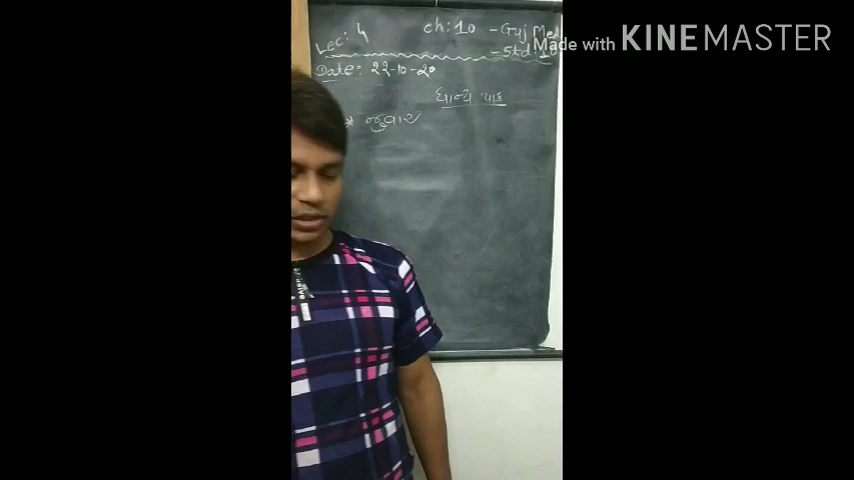 Lec: 4 ch: 10 - Guj Med
- Std: 10
Date: 22-10-20
ધાન્ય પાક
* જુવાર
Made with KINEMASTER